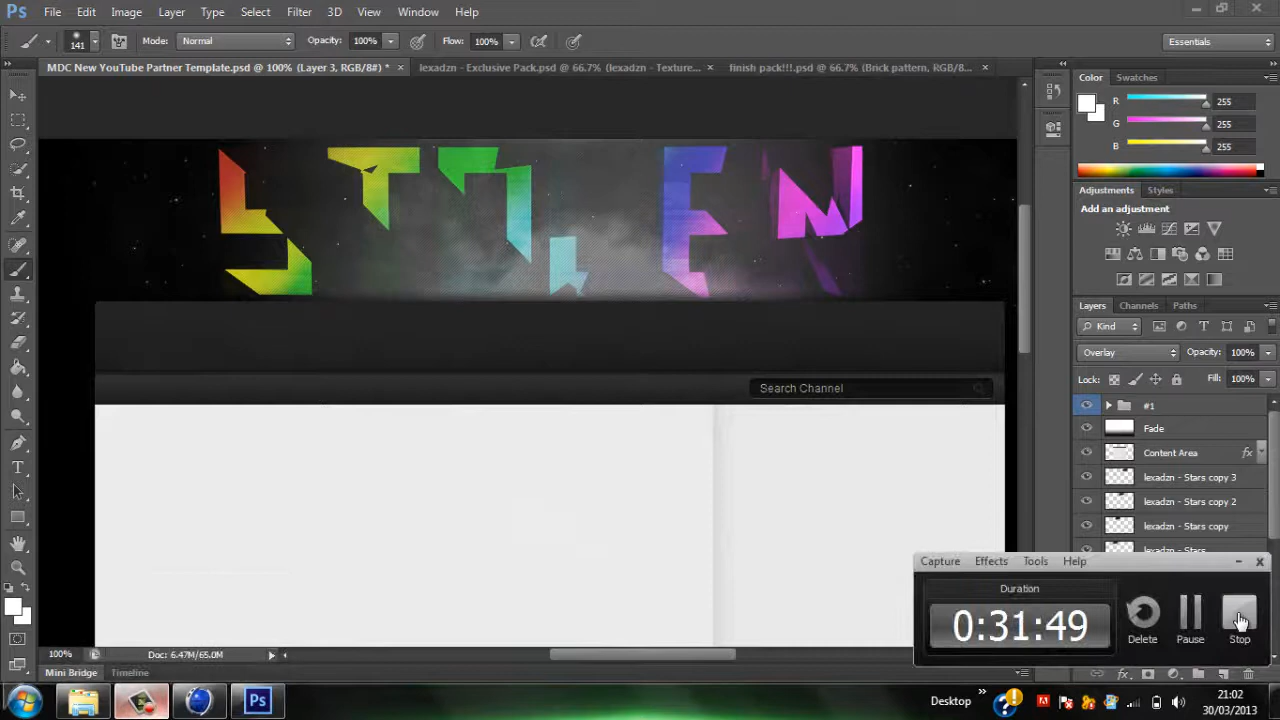 Ps File Edit Image Layer Type Select Filter 3D View Window Help
141 Mode: Normal Opacity: 100% Flow: 100% Essentials
MDC New YouTube Partner Template.psd @ 100% (Layer 3, RGB/8#) * × lexadzn - Exclusive Pack.psd @ 66.7% (lexadzn - Texture... × finish pack!!!.psd @ 66.7% (Brick pattern, RGB/8... ×
Color Swatches
R 255
G 255
B 255
Adjustments Styles
Add an adjustment
Layers Channels Paths
Kind
Overlay Opacity: 100%
Lock: Fill: 100%
#1
Fade
Content Area fx
lexadzn - Stars copy 3
lexadzn - Stars copy 2
lexadzn - Stars copy
lexadzn - Stars
Search Channel
Capture Effects Tools Help
Duration
0:31:49
Delete Pause Stop
100% Doc: 6.47M/65.0M
Mini Bridge Timeline
Ps Desktop
21:02
30/03/2013